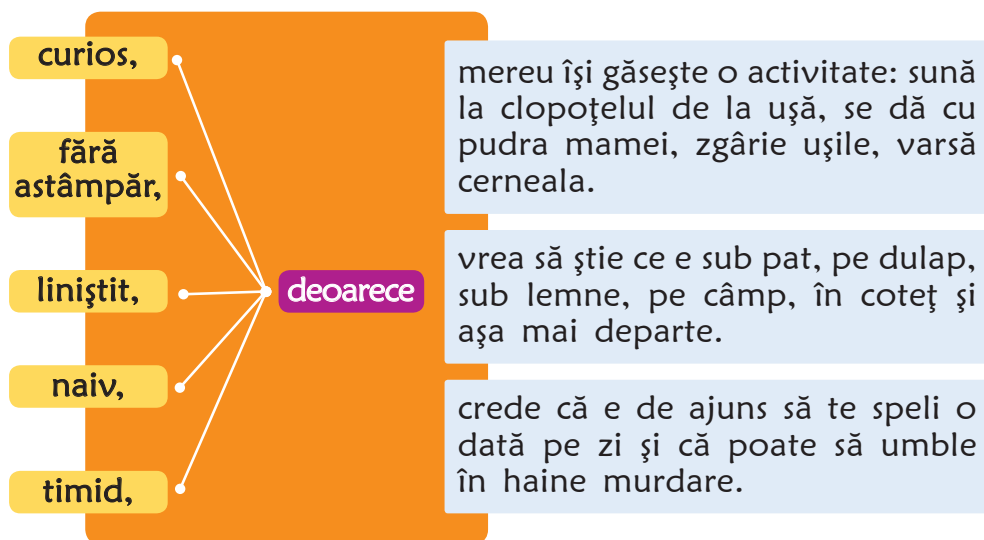 curios,
fără
astâmpăr,
liniştit,
naiv,
timid,
deoarece
mereu îşi găseşte o activitate: sună
la clopoţelul de la uşă, se dă cu
pudra mamei, zgârie uşile, varsă
cerneala.
vrea să ştie ce e sub pat, pe dulap,
sub lemne, pe câmp, în coteţ şi
aşa mai departe.
crede că e de ajuns să te speli o
dată pe zi şi că poate să umble
în haine murdare.